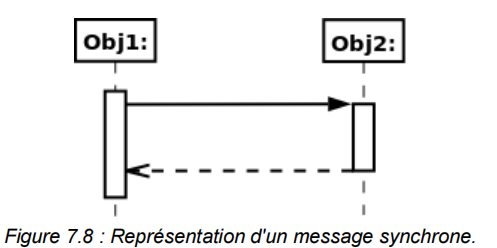 Obj1:
Obj2:
Figure 7.8 : Représentation d'un message synchrone.